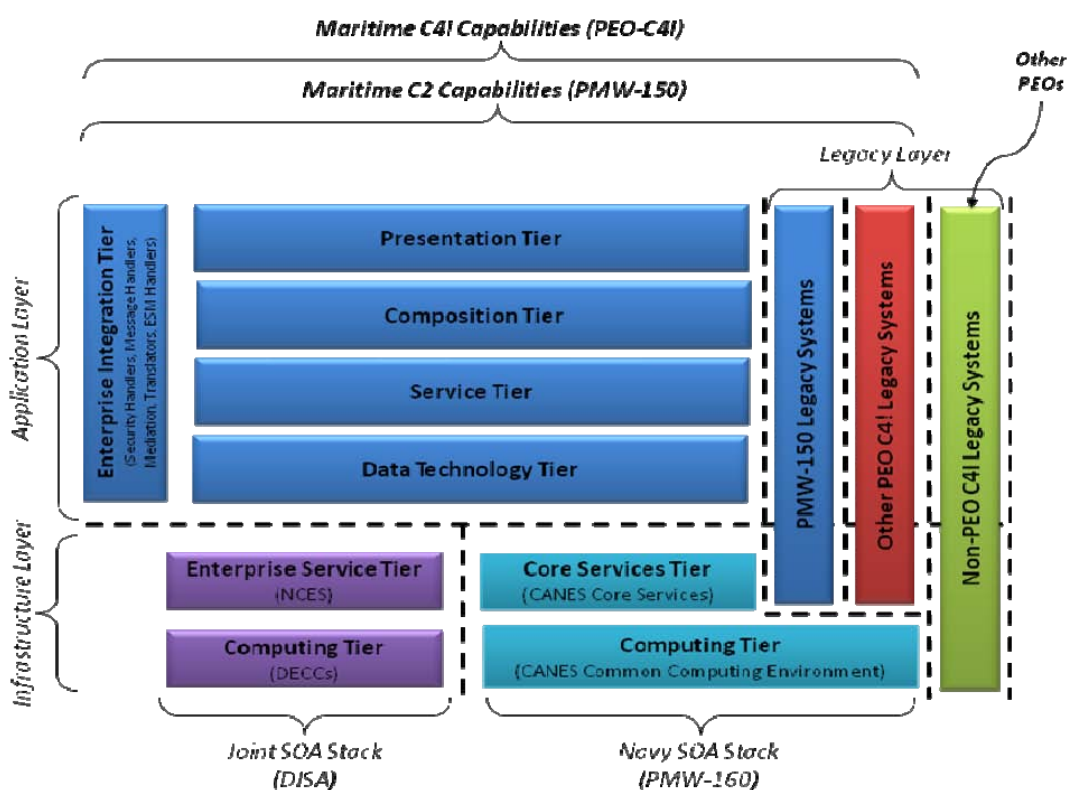 Maritime C4I Capabilities (PEO-C4I)
Other
PEOs
Maritime C2 Capabilities (PMW-150)
Legacy Layer
Application Layer
Enterprise Integration Tier
(Security Handlers, Message Handlers,
Mediation, Translators, ESM Handlers)
Presentation Tier
Composition Tier
Service Tier
Data Technology Tier
PMW-150 Legacy Systems
Other PEO C4I Legacy Systems
Non-PEO C4I Legacy Systems
Infrastructure Layer
Enterprise Service Tier
(NCES)
Computing Tier
(DECCs)
Core Services Tier
(CANES Core Services)
Computing Tier
(CANES Common Computing Environment)
Joint SOA Stack
(DISA)
Navy SOA Stack
(PMW-160)